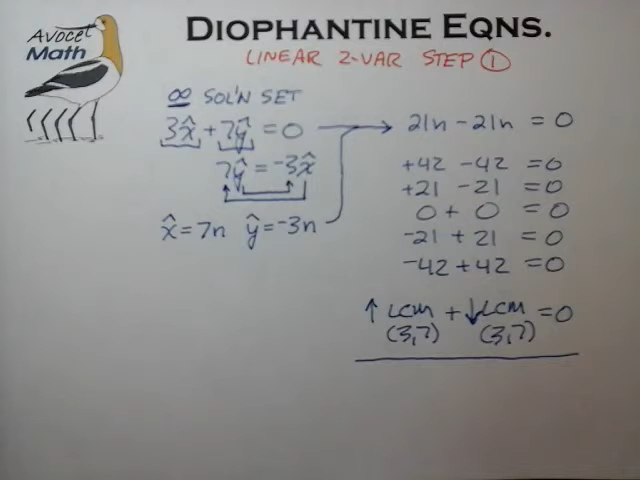 Avocet
Math
DIOPHANTINE EQNS.
LINEAR 2-VAR STEP ①
∞ SOL'N SET
3x̂ + 7ŷ = 0
7ŷ = -3x̂
x̂ = 7n ŷ = -3n
21n - 21n = 0
+42 -42 = 0
+21 -21 = 0
0 + 0 = 0
-21 + 21 = 0
-42 + 42 = 0
↑ LCM + ↓ LCM = 0
(3,7) (3,7)